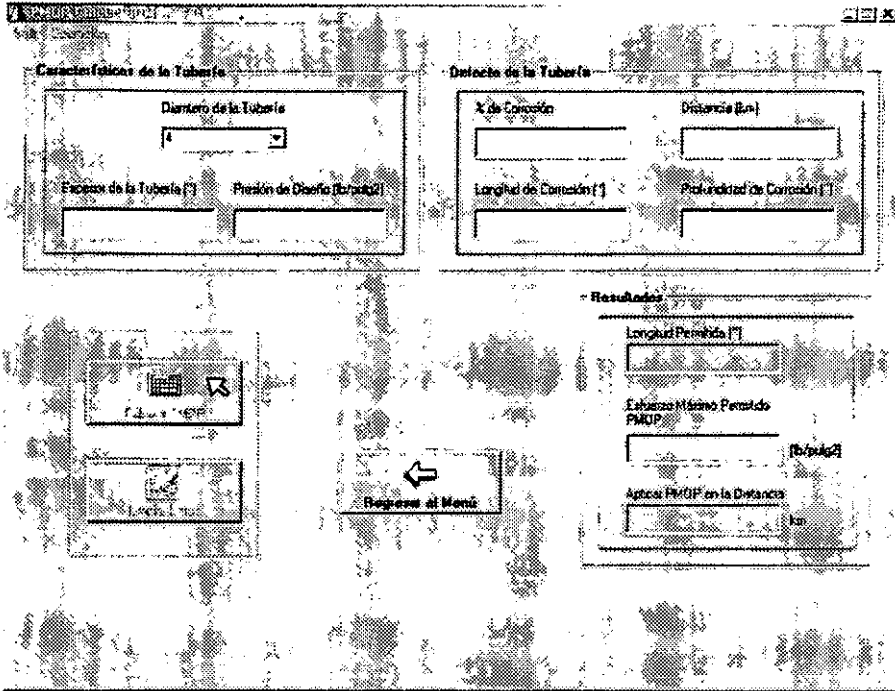 Características de la Tubería
Diámetro de la Tubería
4
Espesor de la Tubería ["]
Presión de Diseño [lb/pulg2]
Defecto de la Tubería
% de Corrosión
Distancia [km]
Longitud de Corrosión ["]
Profundidad de Corrosión ["]
Resultados
Longitud Permitida ["]
Esfuerzo Máximo Permitido
PMOP
[lb/pulg2]
Aplicar PMOP en la Distancia
km
Regresar al Menú